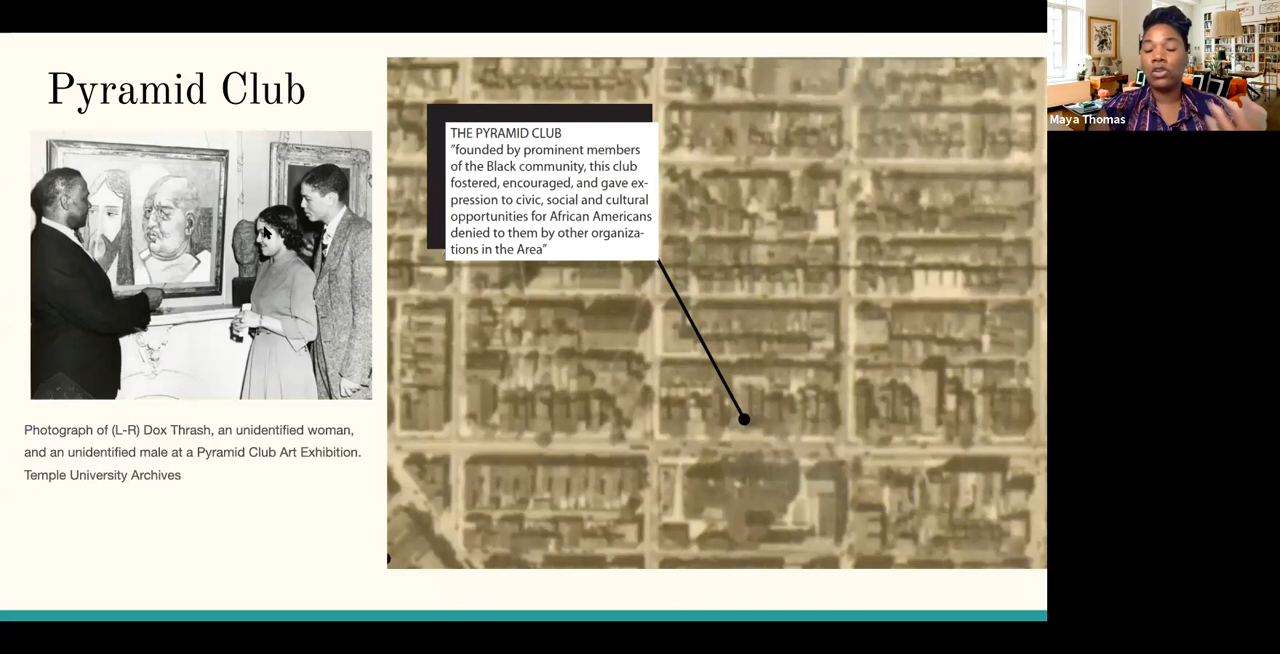 Pyramid Club
Photograph of (L-R) Dox Thrash, an unidentified woman,
and an unidentified male at a Pyramid Club Art Exhibition.
Temple University Archives
THE PYRAMID CLUB
"founded by prominent members
of the Black community, this club
fostered, encouraged, and gave ex-
pression to civic, social and cultural
opportunities for African Americans
denied to them by other organiza-
tions in the Area"
Maya Thomas